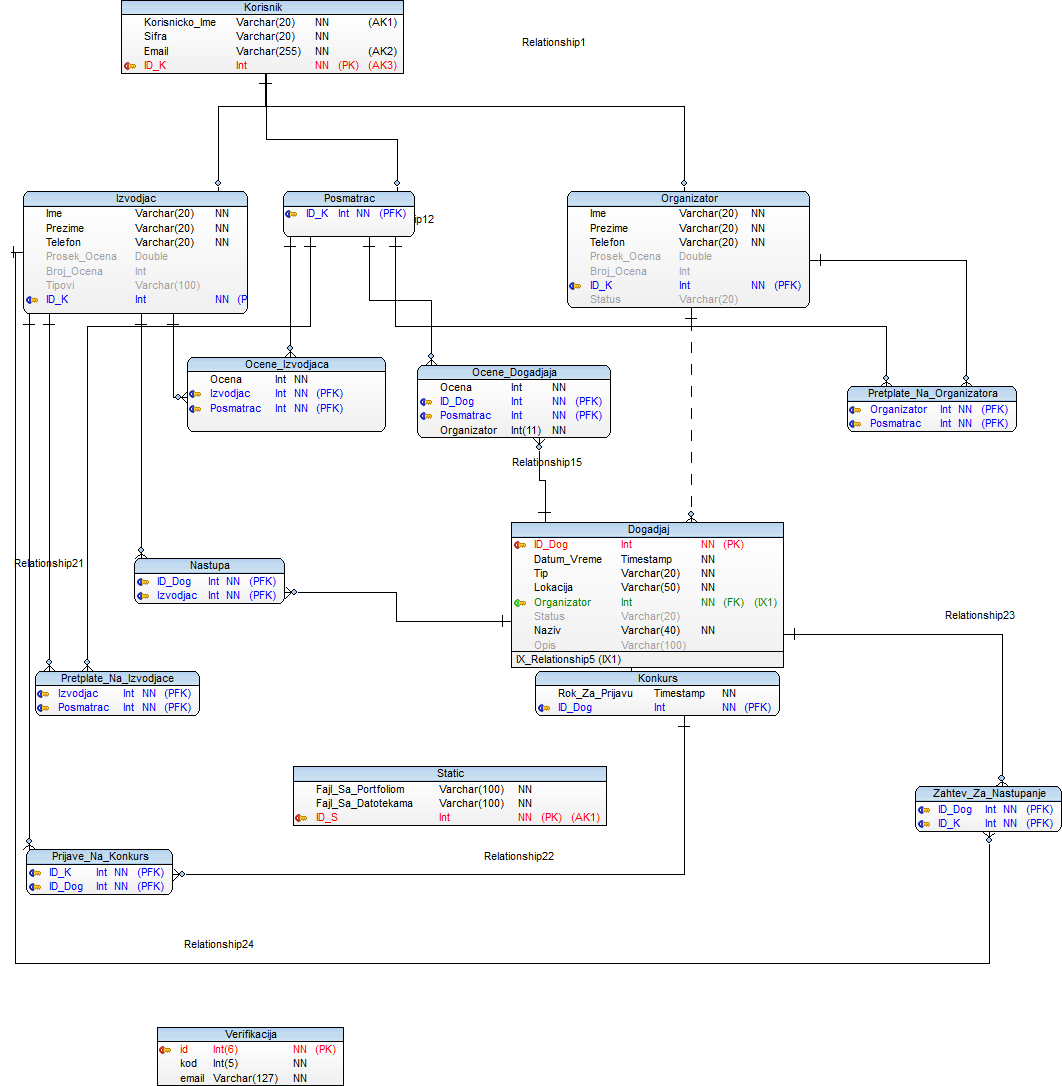 Korisnik
Korisnicko_Ime Varchar(20) NN (AK1)
Sifra Varchar(20) NN
Email Varchar(255) NN (AK2)
ID_K Int NN (PK) (AK3)
Relationship1
Izvodjac
Ime Varchar(20) NN
Prezime Varchar(20) NN
Telefon Varchar(20) NN
Prosek_Ocena Double
Broj_Ocena Int
Tipovi Varchar(100)
ID_K Int NN (P
Posmatrac
ID_K Int NN (PFK)
ip12
Organizator
Ime Varchar(20) NN
Prezime Varchar(20) NN
Telefon Varchar(20) NN
Prosek_Ocena Double
Broj_Ocena Int
ID_K Int NN (PFK)
Status Varchar(20)
Ocene_Izvodjaca
Ocena Int NN
Izvodjac Int NN (PFK)
Posmatrac Int NN (PFK)
Ocene_Dogadjaja
Ocena Int NN
ID_Dog Int NN (PFK)
Posmatrac Int NN (PFK)
Organizator Int(11) NN
Pretplate_Na_Organizatora
Organizator Int NN (PFK)
Posmatrac Int NN (PFK)
Relationship15
Dogadjaj
ID_Dog Int NN (PK)
Datum_Vreme Timestamp NN
Tip Varchar(20) NN
Lokacija Varchar(50) NN
Organizator Int NN (FK) (IX1)
Status Varchar(20)
Naziv Varchar(40) NN
Opis Varchar(100)
IX_Relationship5 (IX1)
Relationship21
Nastupa
ID_Dog Int NN (PFK)
Izvodjac Int NN (PFK)
Relationship23
Pretplate_Na_Izvodjace
Izvodjac Int NN (PFK)
Posmatrac Int NN (PFK)
Konkurs
Rok_Za_Prijavu Timestamp NN
ID_Dog Int NN (PFK)
Static
Fajl_Sa_Portfoliom Varchar(100) NN
Fajl_Sa_Datotekama Varchar(100) NN
ID_S Int NN (PK) (AK1)
Zahtev_Za_Nastupanje
ID_Dog Int NN (PFK)
ID_K Int NN (PFK)
Prijave_Na_Konkurs
ID_K Int NN (PFK)
ID_Dog Int NN (PFK)
Relationship22
Relationship24
Verifikacija
id Int(6) NN (PK)
kod Int(5) NN
email Varchar(127) NN